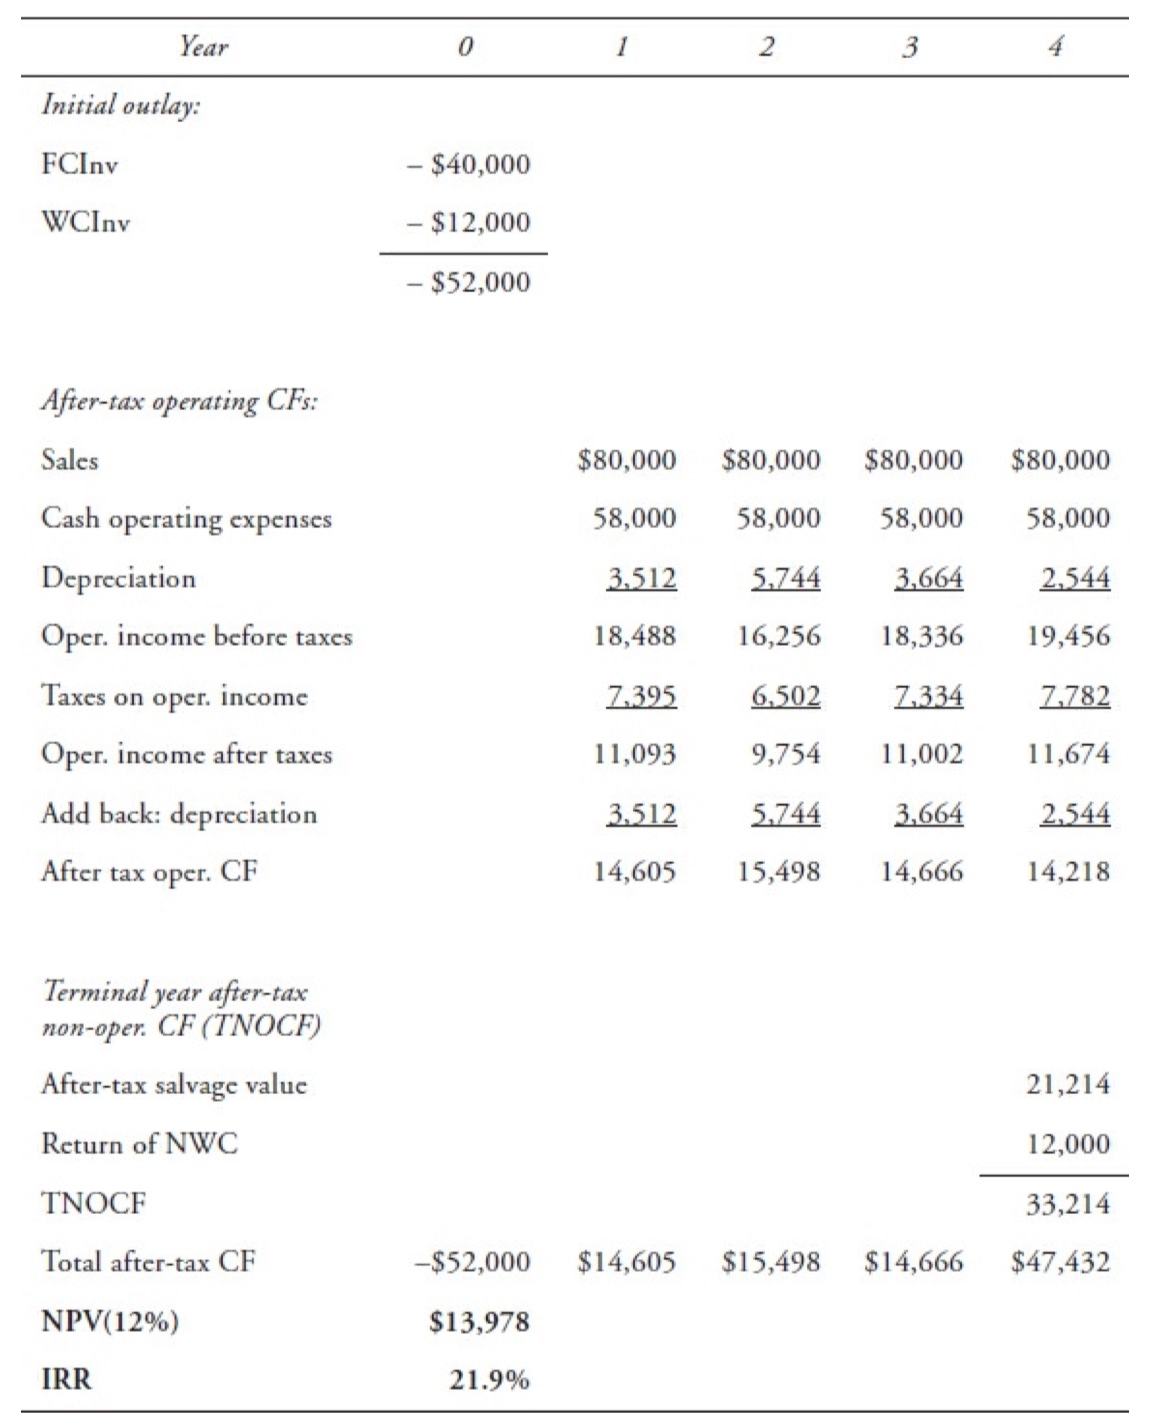 Year 0 1 2 3 4
Initial outlay:
FCInv – $40,000
WCInv – $12,000
– $52,000
After-tax operating CFs:
Sales $80,000 $80,000 $80,000 $80,000
Cash operating expenses 58,000 58,000 58,000 58,000
Depreciation 3,512 5,744 3,664 2,544
Oper. income before taxes 18,488 16,256 18,336 19,456
Taxes on oper. income 7,395 6,502 7,334 7,782
Oper. income after taxes 11,093 9,754 11,002 11,674
Add back: depreciation 3,512 5,744 3,664 2,544
After tax oper. CF 14,605 15,498 14,666 14,218
Terminal year after-tax
non-oper. CF (TNOCF)
After-tax salvage value 21,214
Return of NWC 12,000
TNOCF 33,214
Total after-tax CF –$52,000 $14,605 $15,498 $14,666 $47,432
NPV(12%) $13,978
IRR 21.9%